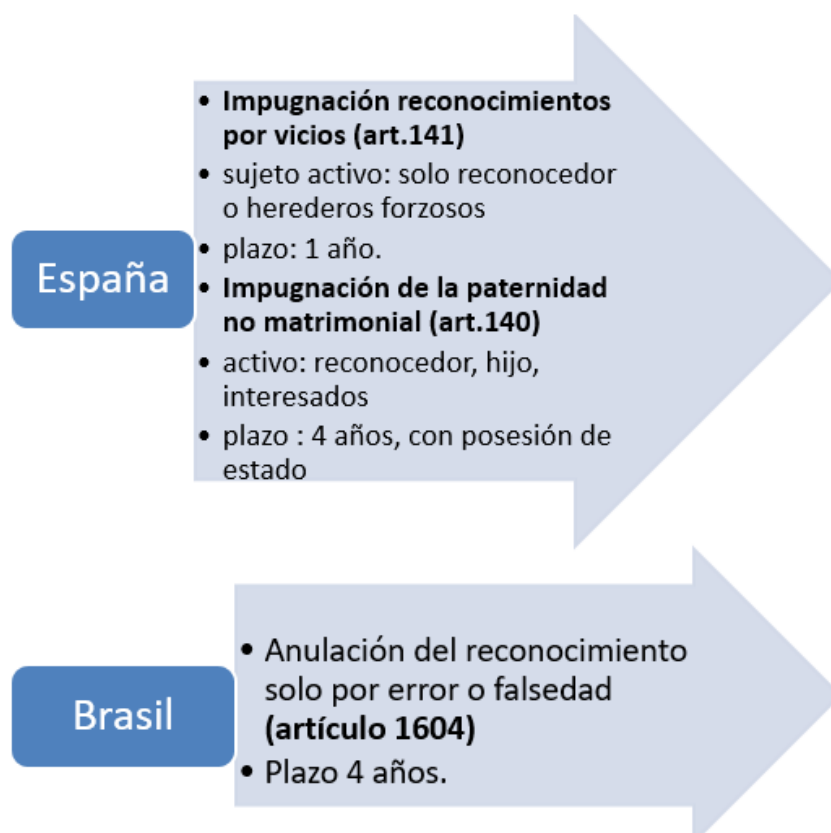 España
• Impugnación reconocimientos
por vicios (art.141)
• sujeto activo: solo reconocedor
o herederos forzosos
• plazo: 1 año.
• Impugnación de la paternidad
no matrimonial (art.140)
• activo: reconocedor, hijo,
interesados
• plazo : 4 años, con posesión de
estado
Brasil
• Anulación del reconocimiento
solo por error o falsedad
(artículo 1604)
• Plazo 4 años.